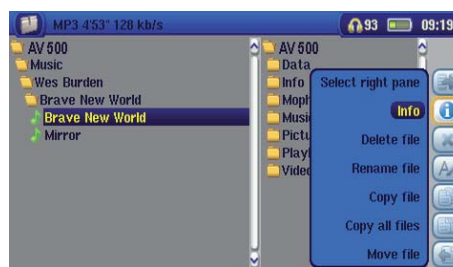 MP3 4'53" 128 kb/s
93
09:19
AV 500
Music
Wes Burden
Brave New World
Brave New World
Mirror
AV 500
Data
Info
Moph
Musi
Pictu
Playl
Video
Select right pane
Info
Delete file
Rename file
Copy file
Copy all files
Move file